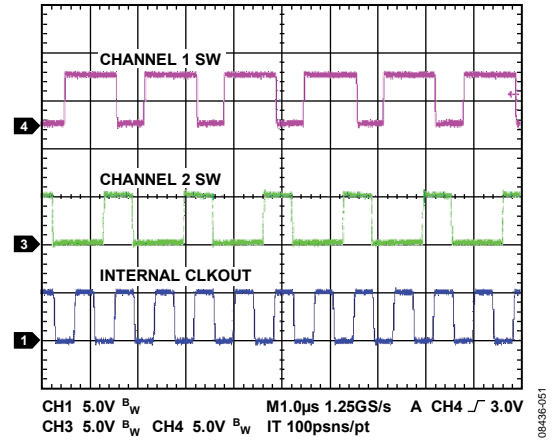 CHANNEL 1 SW
4
CHANNEL 2 SW
3
INTERNAL CLKOUT
1
CH1 5.0V BW M1.0µs 1.25GS/s A CH4 3.0V
CH3 5.0V BW CH4 5.0V BW IT 100psns/pt
08436-051